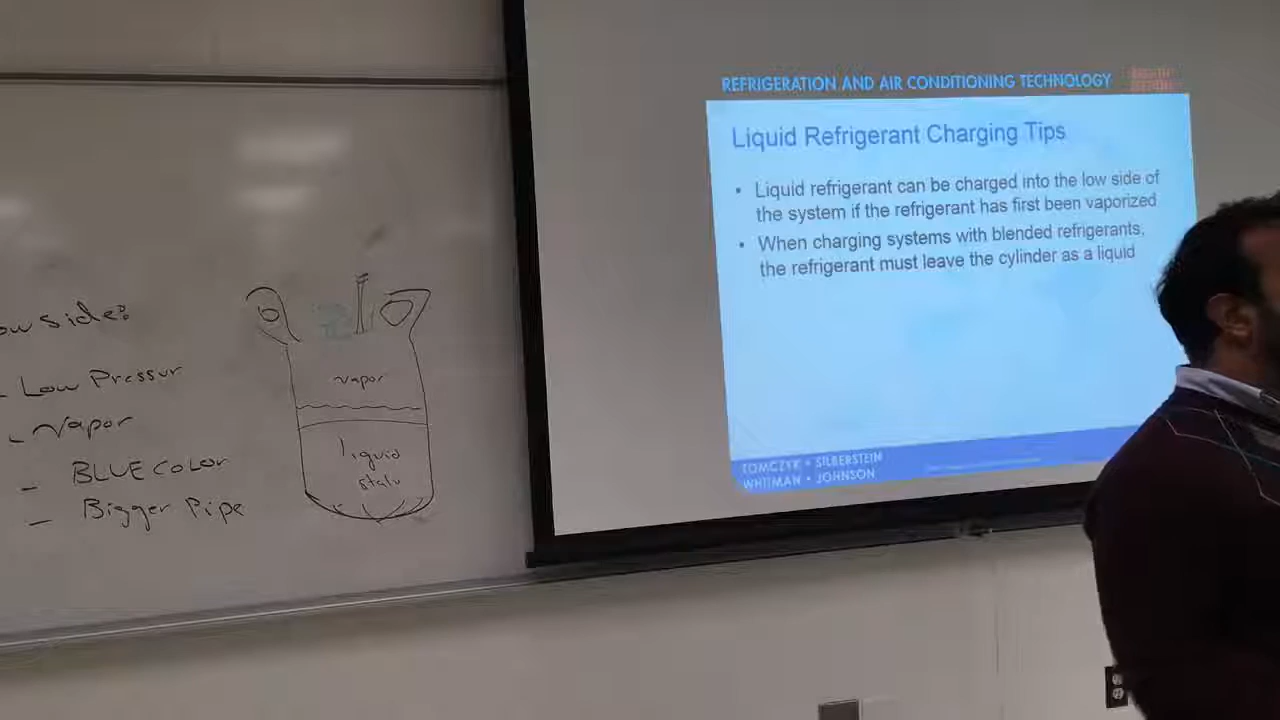 ow side?
- Low Pressur
- Vapor
- BLUE COLOR
- Bigger Pipe
vapor
liquid
REFRIGERATION AND AIR CONDITIONING TECHNOLOGY
Liquid Refrigerant Charging Tips
• Liquid refrigerant can be charged into the low side of
the system if the refrigerant has first been vaporized
• When charging systems with blended refrigerants,
the refrigerant must leave the cylinder as a liquid
TOMCZYK • SILBERSTEIN
WHITMAN • JOHNSON